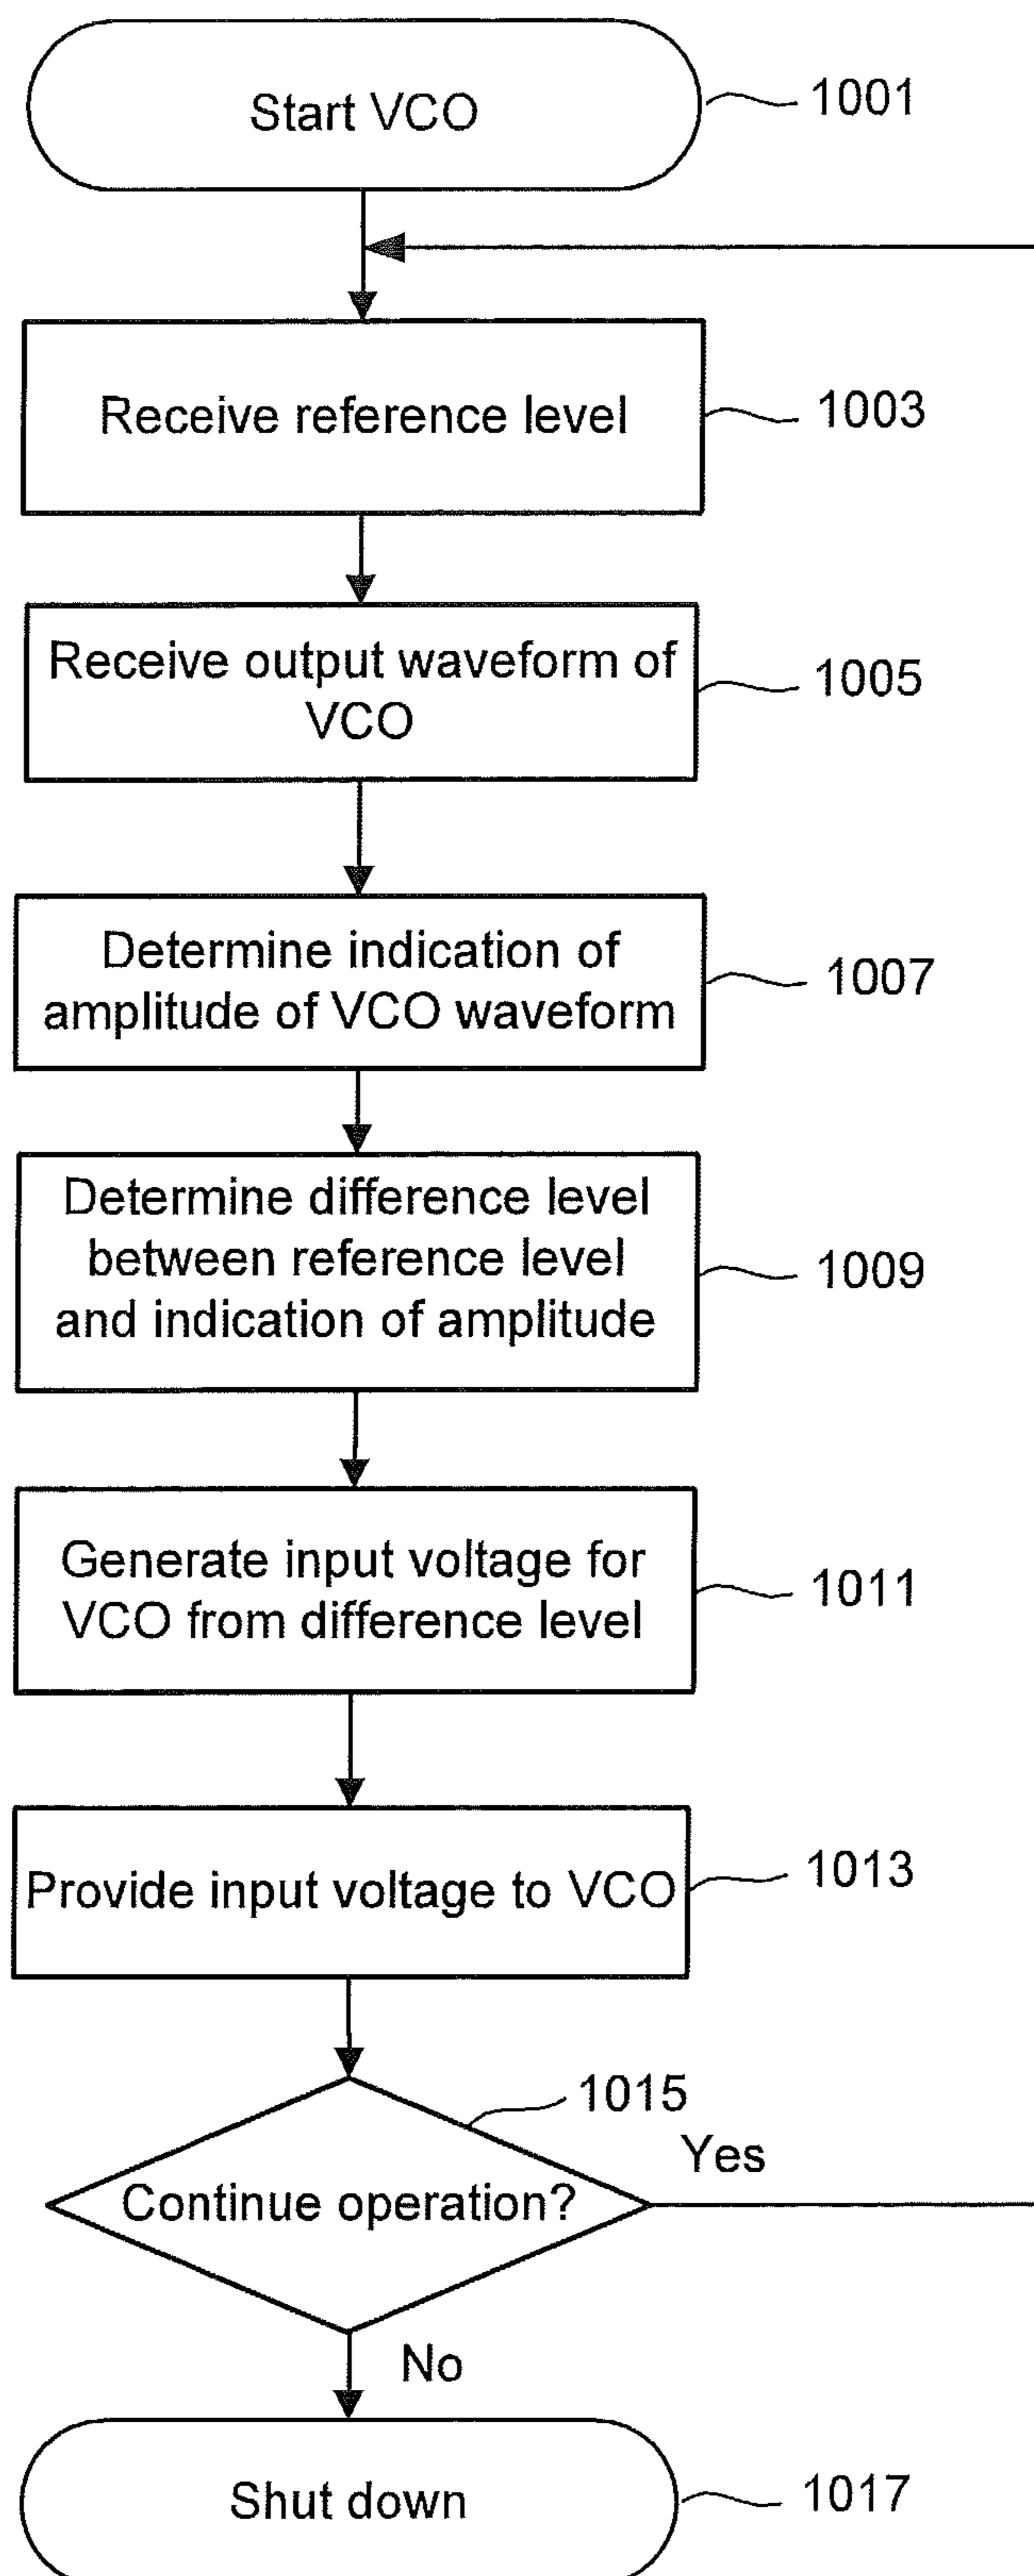 Start VCO
1001
Receive reference level
1003
Receive output waveform of
VCO
1005
Determine indication of
amplitude of VCO waveform
1007
Determine difference level
between reference level
and indication of amplitude
1009
Generate input voltage for
VCO from difference level
1011
Provide input voltage to VCO
1013
1015
Continue operation?
Yes
No
Shut down
1017